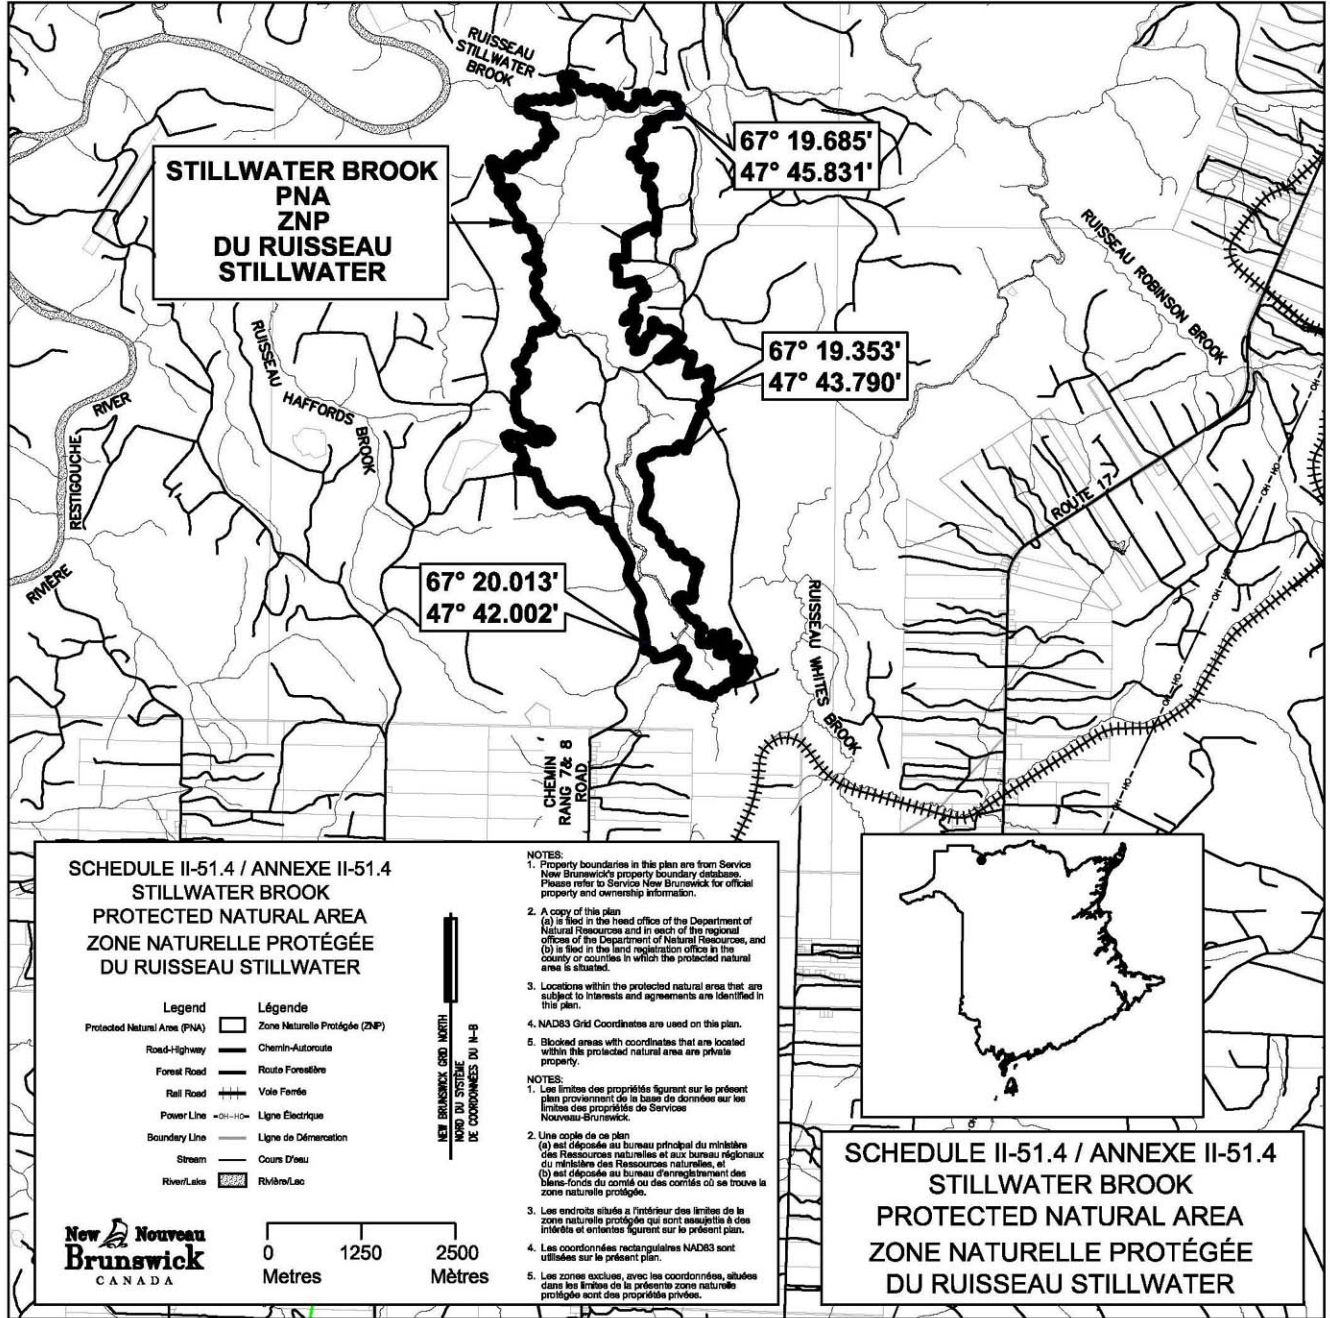 RUISSEAU
STILLWATER
BROOK
67° 19.685'
47° 45.831'
STILLWATER BROOK
PNA
ZNP
DU RUISSEAU
STILLWATER
RUISSEAU ROBINSON BROOK
RUISSEAU
HAFFORDS
BROOK
67° 19.353'
47° 43.790'
RIVER
RESTIGOUCHE
RIVIÈRE
ROUTE 17
OH-HO
OH-HO
OH-HO
OH-HO
OH-HO
67° 20.013'
47° 42.002'
RUISSEAU WHITES
BROOK
CHEMIN
RANG 7& 8
ROAD
SCHEDULE II-51.4 / ANNEXE II-51.4
STILLWATER BROOK
PROTECTED NATURAL AREA
ZONE NATURELLE PROTÉGÉE
DU RUISSEAU STILLWATER
Legend Légende
Protected Natural Area (PNA) Zone Naturelle Protégée (ZNP)
Road-Highway Chemin-Autoroute
Forest Road Route Forestière
Rail Road Voie Ferrée
Power Line -OH-HO- Ligne Électrique
Boundary Line Ligne de Démarcation
Stream Cours D'eau
River/Lake Rivière/Lac
NEW BRUNSWICK GRID NORTH
NORD DU SYSTÈME
DE COORDONNÉES DU N-B
New Nouveau
Brunswick
CANADA
0 1250 2500
Metres Mètres
NOTES:
1. Property boundaries in this plan are from Service
New Brunswick's property boundary database.
Please refer to Service New Brunswick for official
property and ownership information.
2. A copy of this plan
(a) is filed in the head office of the Department of
Natural Resources and in each of the regional
offices of the Department of Natural Resources, and
(b) is filed in the land registration office in the
county or counties in which the protected natural
area is situated.
3. Locations within the protected natural area that are
subject to interests and agreements are identified in
this plan.
4. NAD83 Grid Coordinates are used on this plan.
5. Blocked areas with coordinates that are located
within this protected natural area are private
property.
NOTES:
1. Les limites des propriétés figurant sur le présent
plan proviennent de la base de données sur les
limites des propriétés de Services
Nouveau-Brunswick.
2. Une copie de ce plan
(a) est déposée au bureau principal du ministère
des Ressources naturelles et aux bureau régionaux
du ministère des Ressources naturelles, et
(b) est déposée au bureau d'enregistrement des
biens-fonds du comté ou des comtés où se trouve la
zone naturelle protégée.
3. Les endroits situés a l'intérieur des limites de la
zone naturelle protégée qui sont assujettis à des
intérêts et ententes figurent sur le présent plan.
4. Les coordonnées rectangulaires NAD83 sont
utilisées sur le présent plan.
5. Les zones exclues, avec les coordonnées, situées
dans les limites de la présente zone naturelle
protégée sont des propriétés privées.
SCHEDULE II-51.4 / ANNEXE II-51.4
STILLWATER BROOK
PROTECTED NATURAL AREA
ZONE NATURELLE PROTÉGÉE
DU RUISSEAU STILLWATER